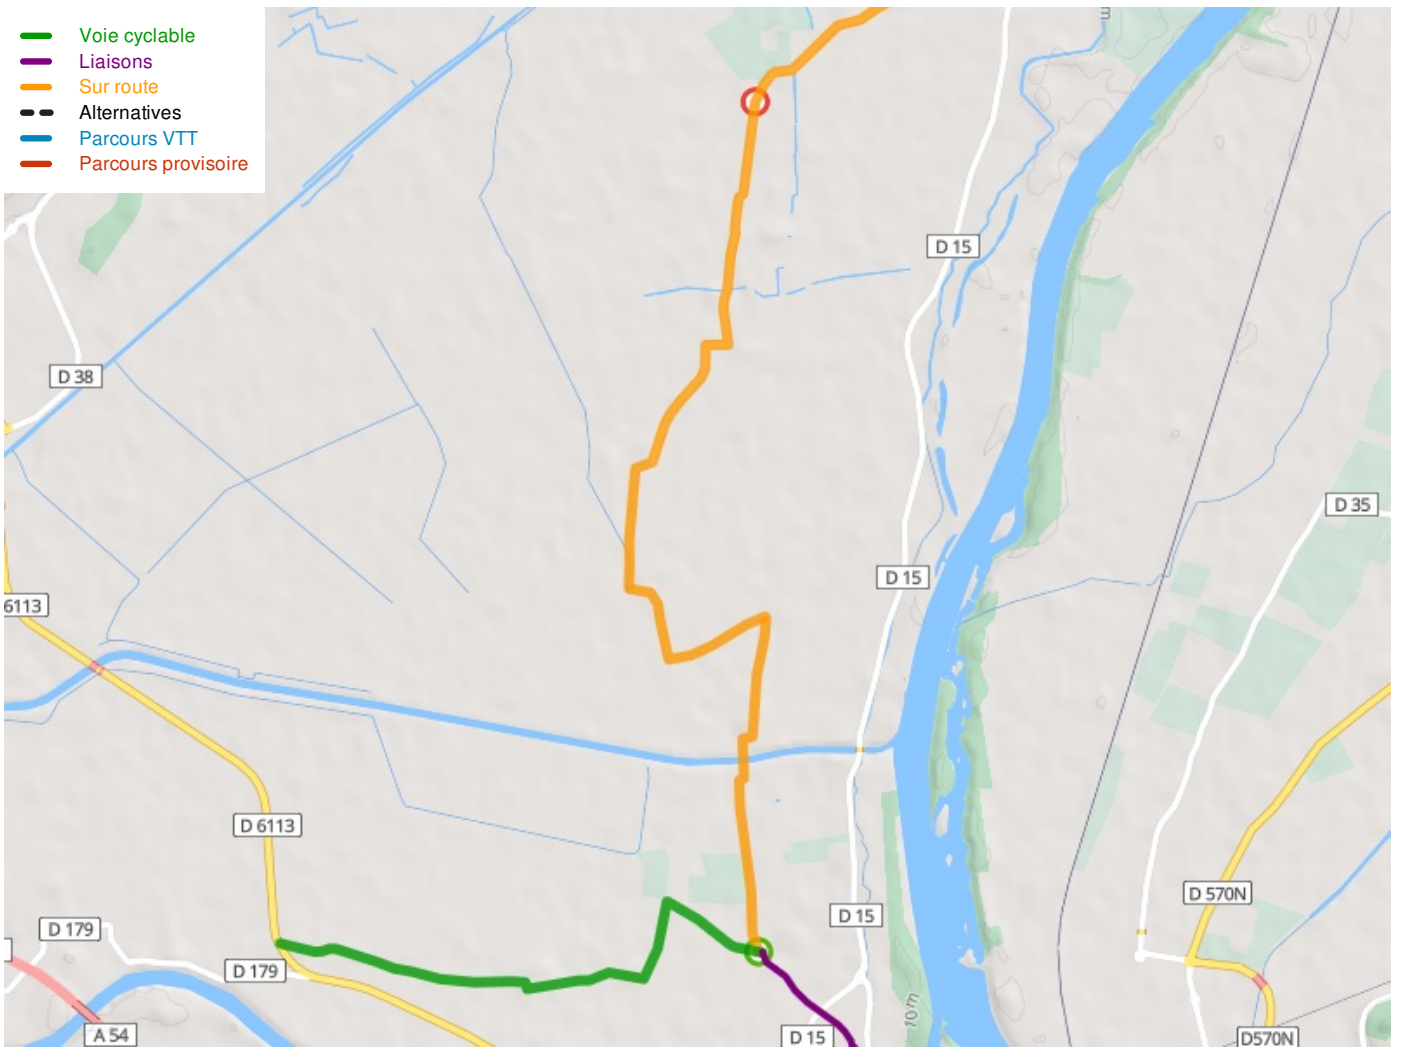 Voie cyclable
Liaisons
Sur route
Alternatives
Parcours VTT
Parcours provisoire
D 15
D 38
D 35
D 15
6113
D 6113
D 570N
D 15
D 179
D 179
10 m
A 54
D 15
D570N